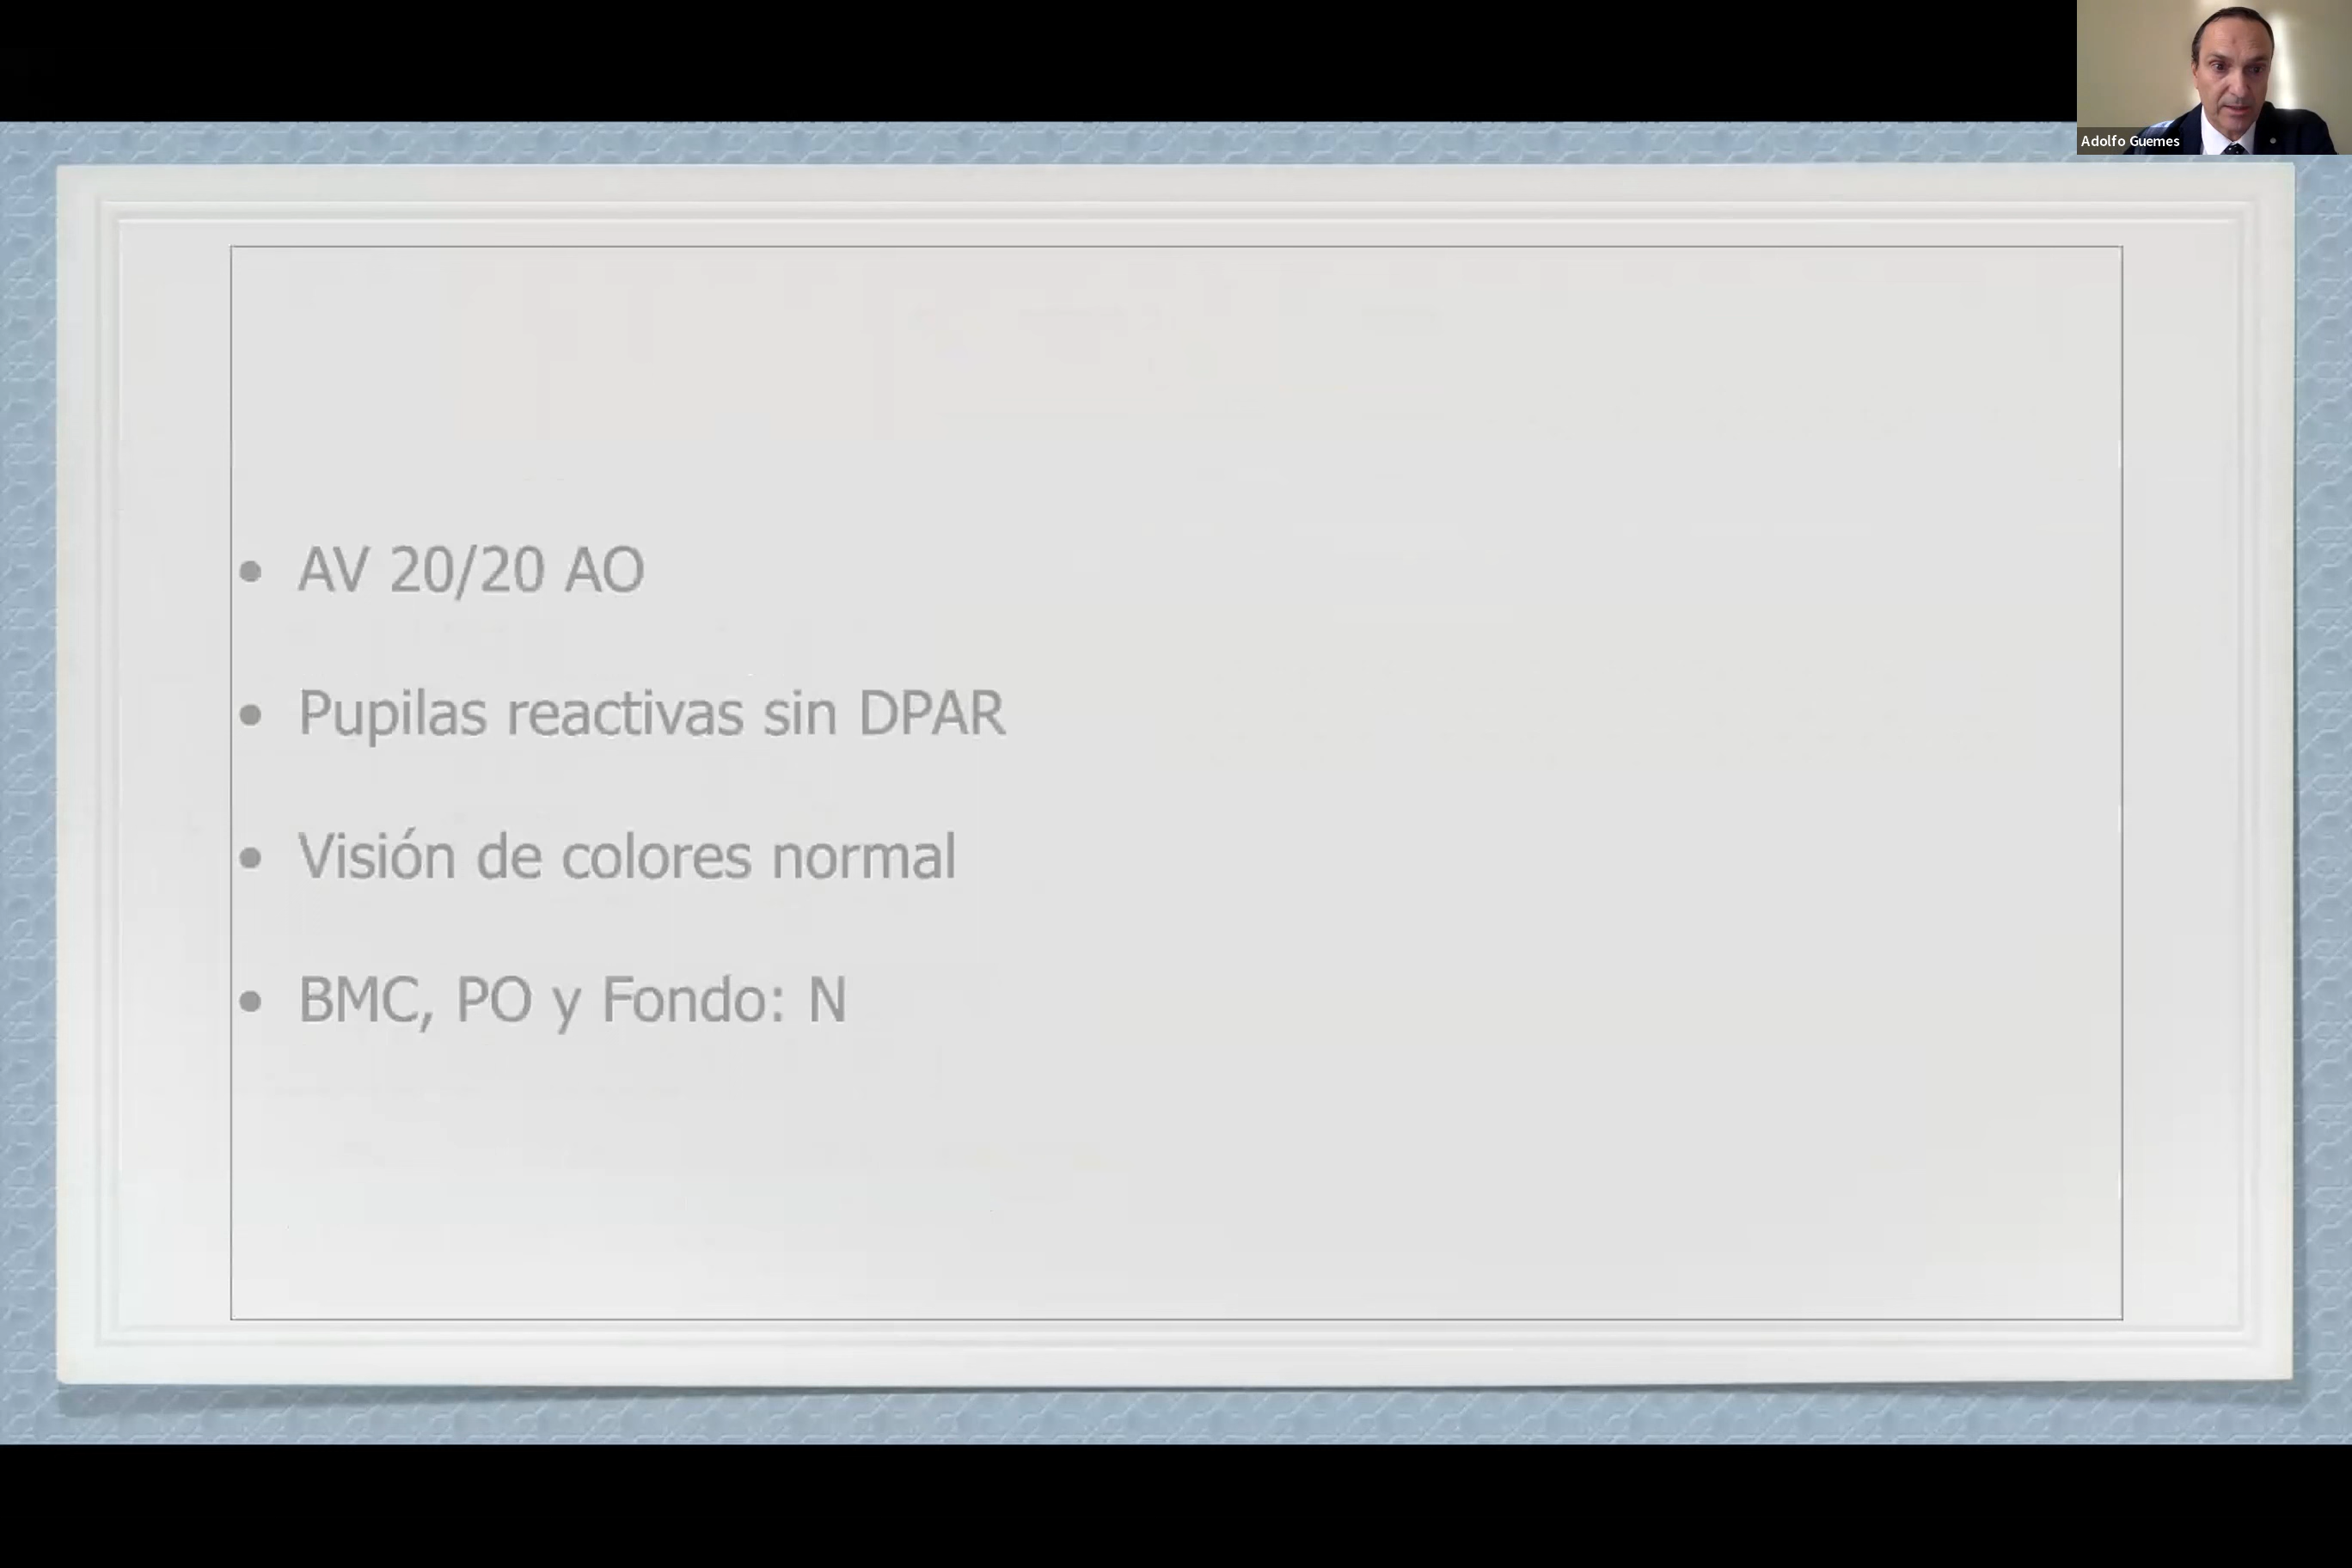 Adolfo Guemes
• AV 20/20 AO
• Pupilas reactivas sin DPAR
• Visión de colores normal
• BMC, PO y Fondo: N